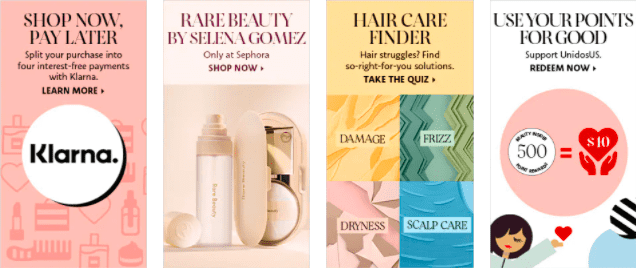 SHOP NOW,
PAY LATER
Split your purchase into
four interest-free payments
with Klarna.
LEARN MORE ▸
Klarna.
RARE BEAUTY
BY SELENA GOMEZ
Only at Sephora
SHOP NOW ▸
Rare Beauty
Rare Beauty
HAIR CARE
FINDER
Hair struggles? Find
so-right-for-you solutions.
TAKE THE QUIZ ▸
DAMAGE
FRIZZ
DRYNESS
SCALP CARE
USE YOUR POINTS
FOR GOOD
Support UnidosUS.
REDEEM NOW ▸
BEAUTY INSIDER
500
POINT REWARD
=
$10